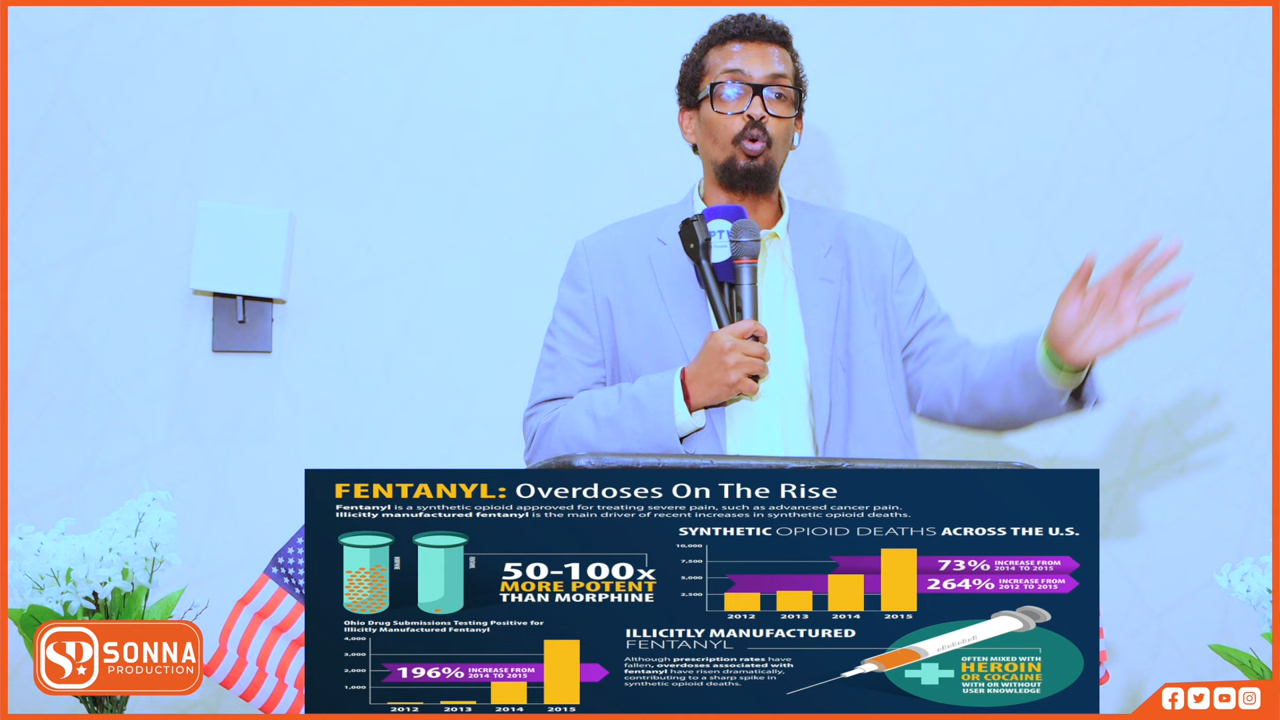 PTV
FENTANYL: Overdoses On The Rise
Fentanyl is a synthetic opioid approved for treating severe pain, such as advanced cancer pain.
Illicitly manufactured fentanyl is the main driver of recent increases in synthetic opioid deaths.
50-100x
MORE POTENT
THAN MORPHINE
SYNTHETIC OPIOID DEATHS ACROSS THE U.S.
10,000
7,500
5,000
2,500
73% INCREASE FROM
2014 TO 2015
264% INCREASE FROM
2012 TO 2015
2012 2013 2014 2015
Ohio Drug Submissions Testing Positive for
Illicitly Manufactured Fentanyl
4,000
3,000
2,000
1,000
196% INCREASE FROM
2014 TO 2015
2012 2013 2014 2015
ILLICITLY MANUFACTURED
FENTANYL
Although prescription rates have
fallen, overdoses associated with
fentanyl have risen dramatically,
contributing to a sharp spike in
synthetic opioid deaths.
OFTEN MIXED WITH
HEROIN
OR COCAINE
WITH OR WITHOUT
USER KNOWLEDGE
SP SONNA
PRODUCTION